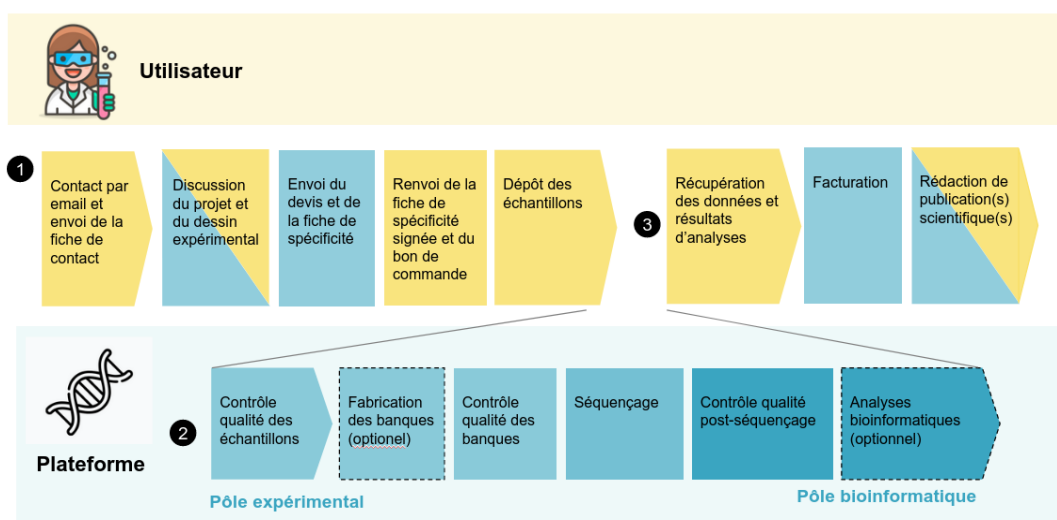 Utilisateur
1
Contact par
email et
envoi de la
fiche de
contact
Discussion
du projet et
du dessin
expérimental
Envoi du
devis et de
la fiche de
spécificité
Renvoi de la
fiche de
spécificité
signée et du
bon de
commande
Dépôt des
échantillons
3
Récupération
des données et
résultats
d'analyses
Facturation
Rédaction de
publication(s)
scientifique(s)
Plateforme
2
Contrôle
qualité des
échantillons
Fabrication
des banques
(optionel)
Contrôle
qualité des
banques
Séquençage
Contrôle qualité
post-séquençage
Analyses
bioinformatiques
(optionnel)
Pôle expérimental
Pôle bioinformatique